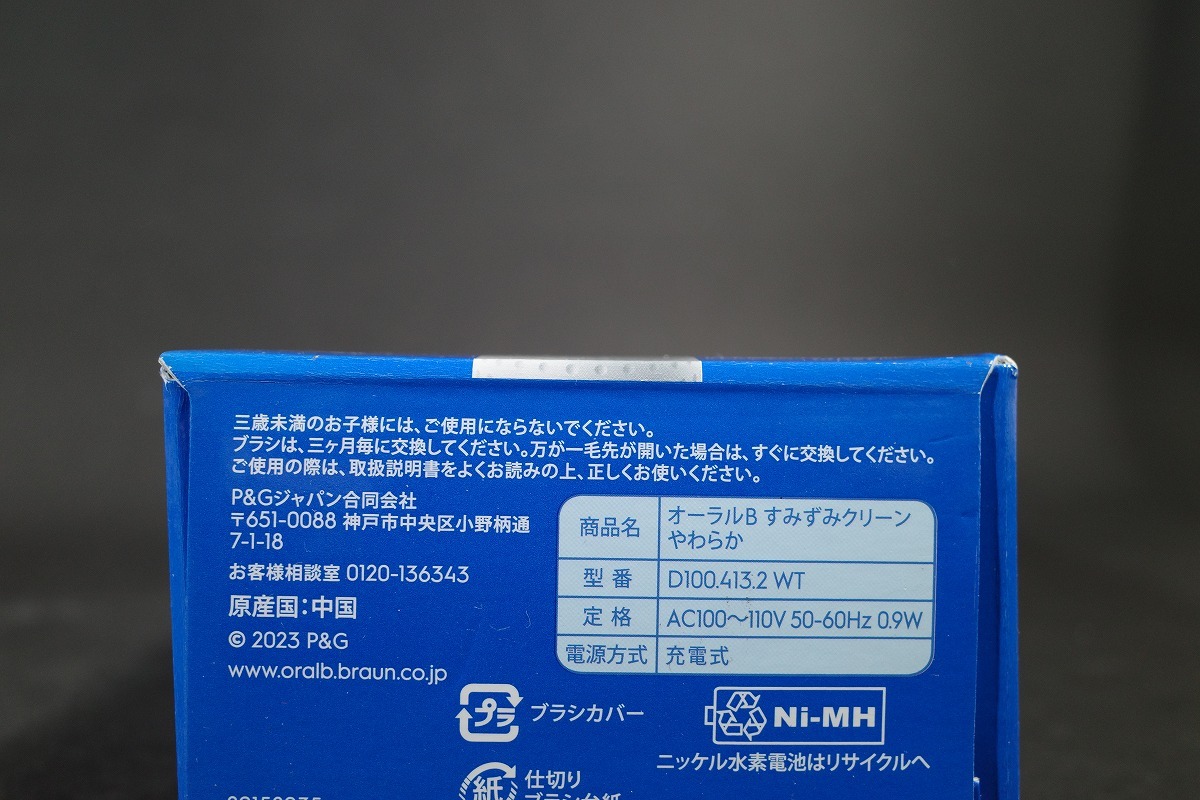 三歳未満のお子様には、ご使用にならないでください。
ブラシは、三ヶ月毎に交換してください。万が一毛先が開いた場合は、すぐに交換してください。
ご使用の際は、取扱説明書をよくお読みの上、正しくお使いください。
P&Gジャパン合同会社
〒651-0088 神戸市中央区小野柄通
7-1-18
お客様相談室 0120-136343
原産国：中国
© 2023 P&G
www.oralb.braun.co.jp
商品名 オーラルB すみずみクリーン
やわらか
型番 D100.413.2 WT
定格 AC100〜110V 50-60Hz 0.9W
電源方式 充電式
プラ ブラシカバー
Ni-MH
ニッケル水素電池はリサイクルへ
紙 仕切り
ブラシ台紙